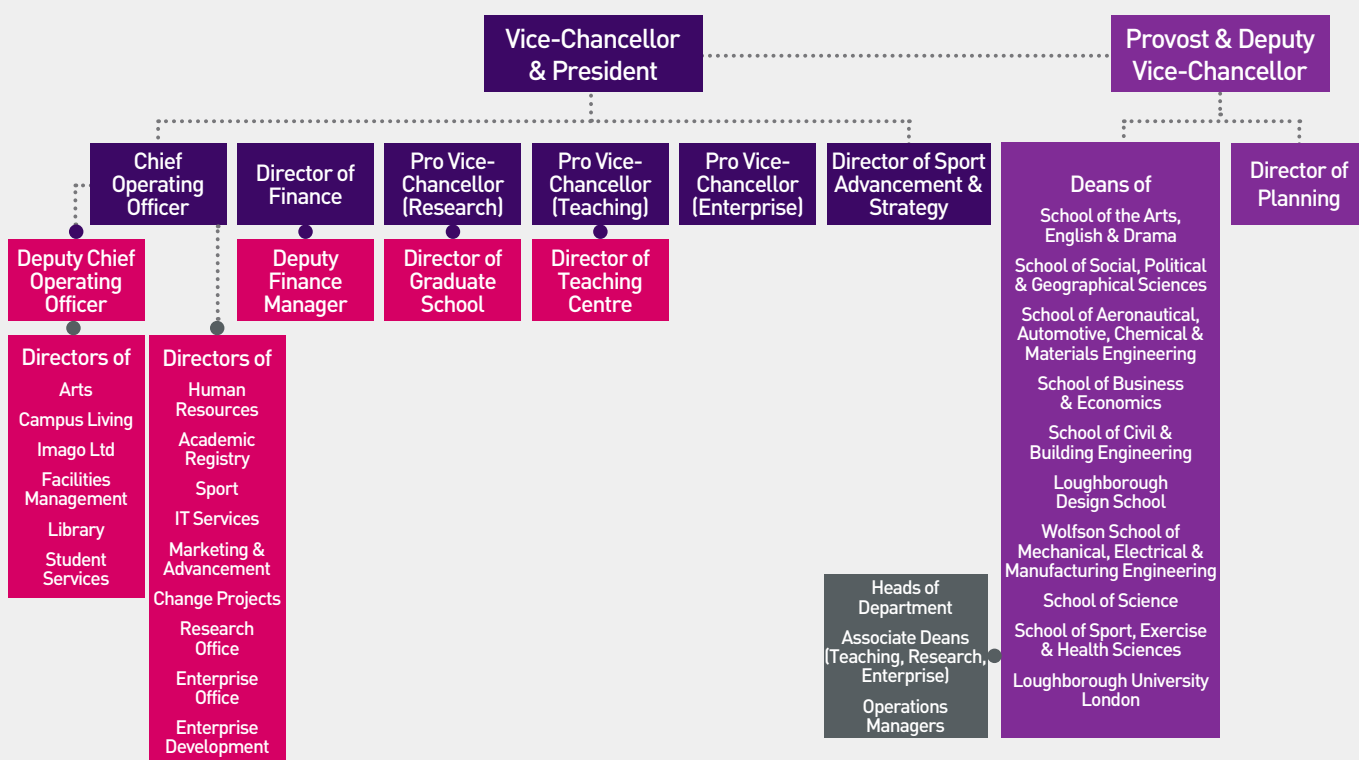 Vice-Chancellor
& President
Provost & Deputy
Vice-Chancellor
Chief
Operating
Officer
Director of
Finance
Pro Vice-
Chancellor
(Research)
Pro Vice-
Chancellor
(Teaching)
Pro Vice-
Chancellor
(Enterprise)
Director of Sport
Advancement &
Strategy
Deans of
School of the Arts,
English & Drama
School of Social, Political
& Geographical Sciences
School of Aeronautical,
Automotive, Chemical &
Materials Engineering
School of Business
& Economics
School of Civil &
Building Engineering
Loughborough
Design School
Wolfson School of
Mechanical, Electrical &
Manufacturing Engineering
School of Science
School of Sport, Exercise
& Health Sciences
Loughborough University
London
Director of
Planning
Deputy Chief
Operating
Officer
Deputy
Finance
Manager
Director of
Graduate
School
Director of
Teaching
Centre
Directors of
Arts
Campus Living
Imago Ltd
Facilities
Management
Library
Student
Services
Directors of
Human
Resources
Academic
Registry
Sport
IT Services
Marketing &
Advancement
Change Projects
Research
Office
Enterprise
Office
Enterprise
Development
Heads of
Department
Associate Deans
(Teaching, Research,
Enterprise)
Operations
Managers